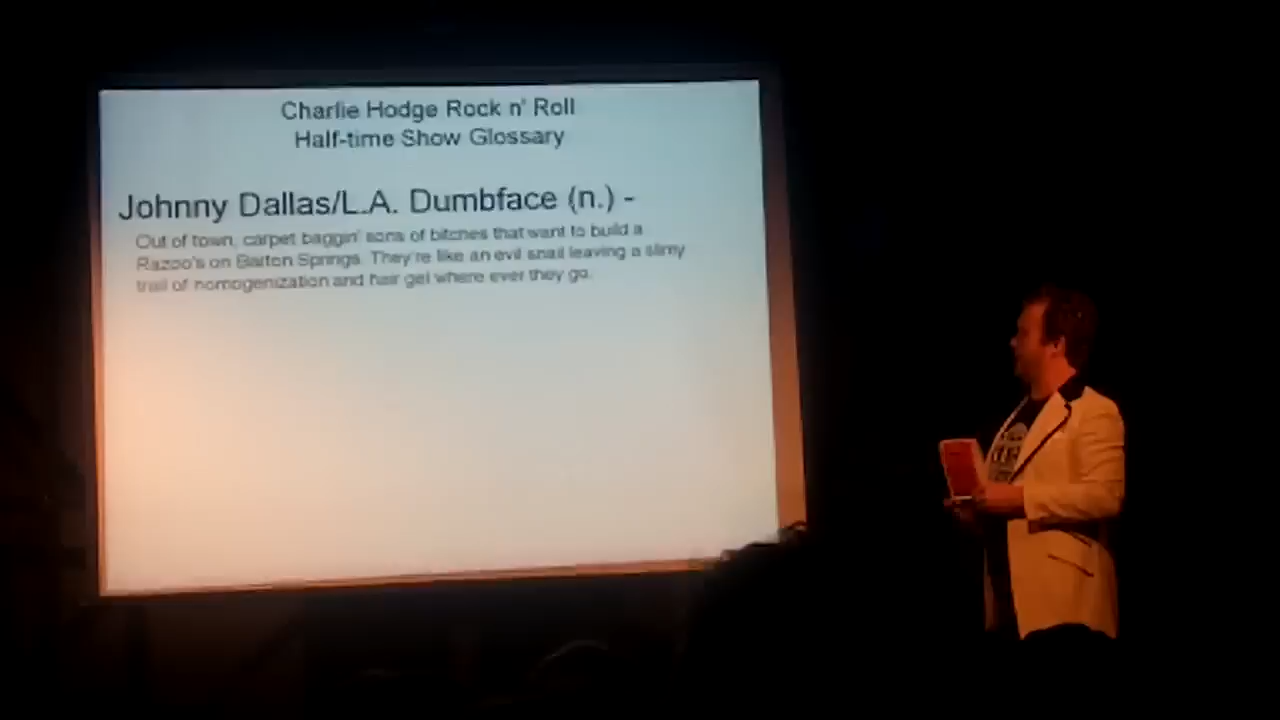 Charlie Hodge Rock n' Roll
Half-time Show Glossary
Johnny Dallas/L.A. Dumbface (n.) -
Out of town, carpet baggin' sons of bitches that want to build a
Razoo's on Barton Springs. They're like an evil snail leaving a slimy
trail of homogenization and hair gel where ever they go.